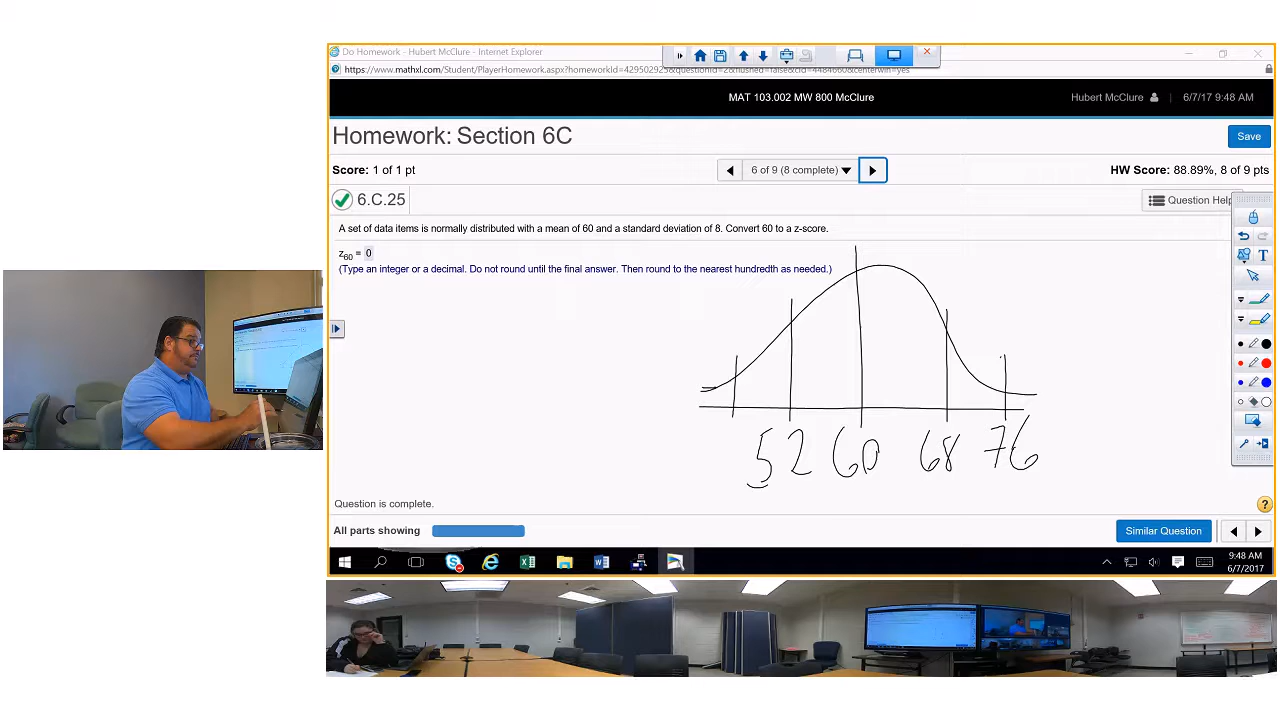 Do Homework - Hubert McClure - Internet Explorer
MAT 103.002 MW 800 McClure
Hubert McClure
6/7/17 9:48 AM
Homework: Section 6C
Save
Score: 1 of 1 pt
6 of 9 (8 complete)
HW Score: 88.89%, 8 of 9 pts
6.C.25
Question Help
A set of data items is normally distributed with a mean of 60 and a standard deviation of 8. Convert 60 to a z-score.
z60 = 0
(Type an integer or a decimal. Do not round until the final answer. Then round to the nearest hundredth as needed.)
52 60 68 76
Question is complete.
All parts showing
Similar Question
9:48 AM
6/7/2017